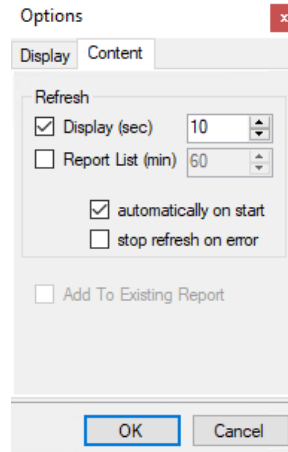 Options x
Display Content
Refresh
Display (sec) 10
Report List (min) 60
automatically on start
stop refresh on error
Add To Existing Report
OK Cancel